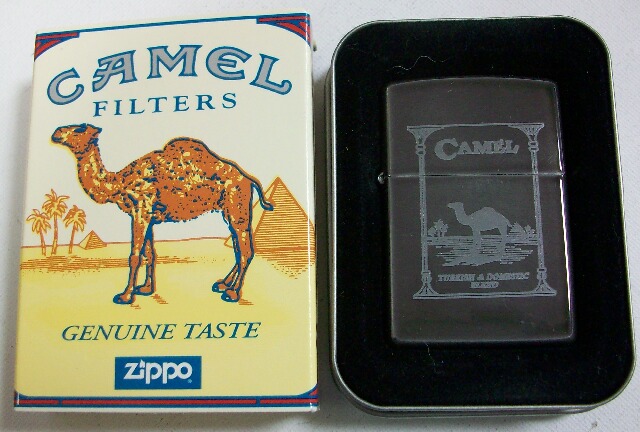 CAMEL
FILTERS
GENUINE TASTE
Zippo
CAMEL
TURKISH & DOMESTIC
BLEND